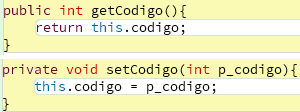 public int getCodigo(){
return this.codigo;
}
private void setCodigo(int p_codigo){
this.codigo = p_codigo;
}